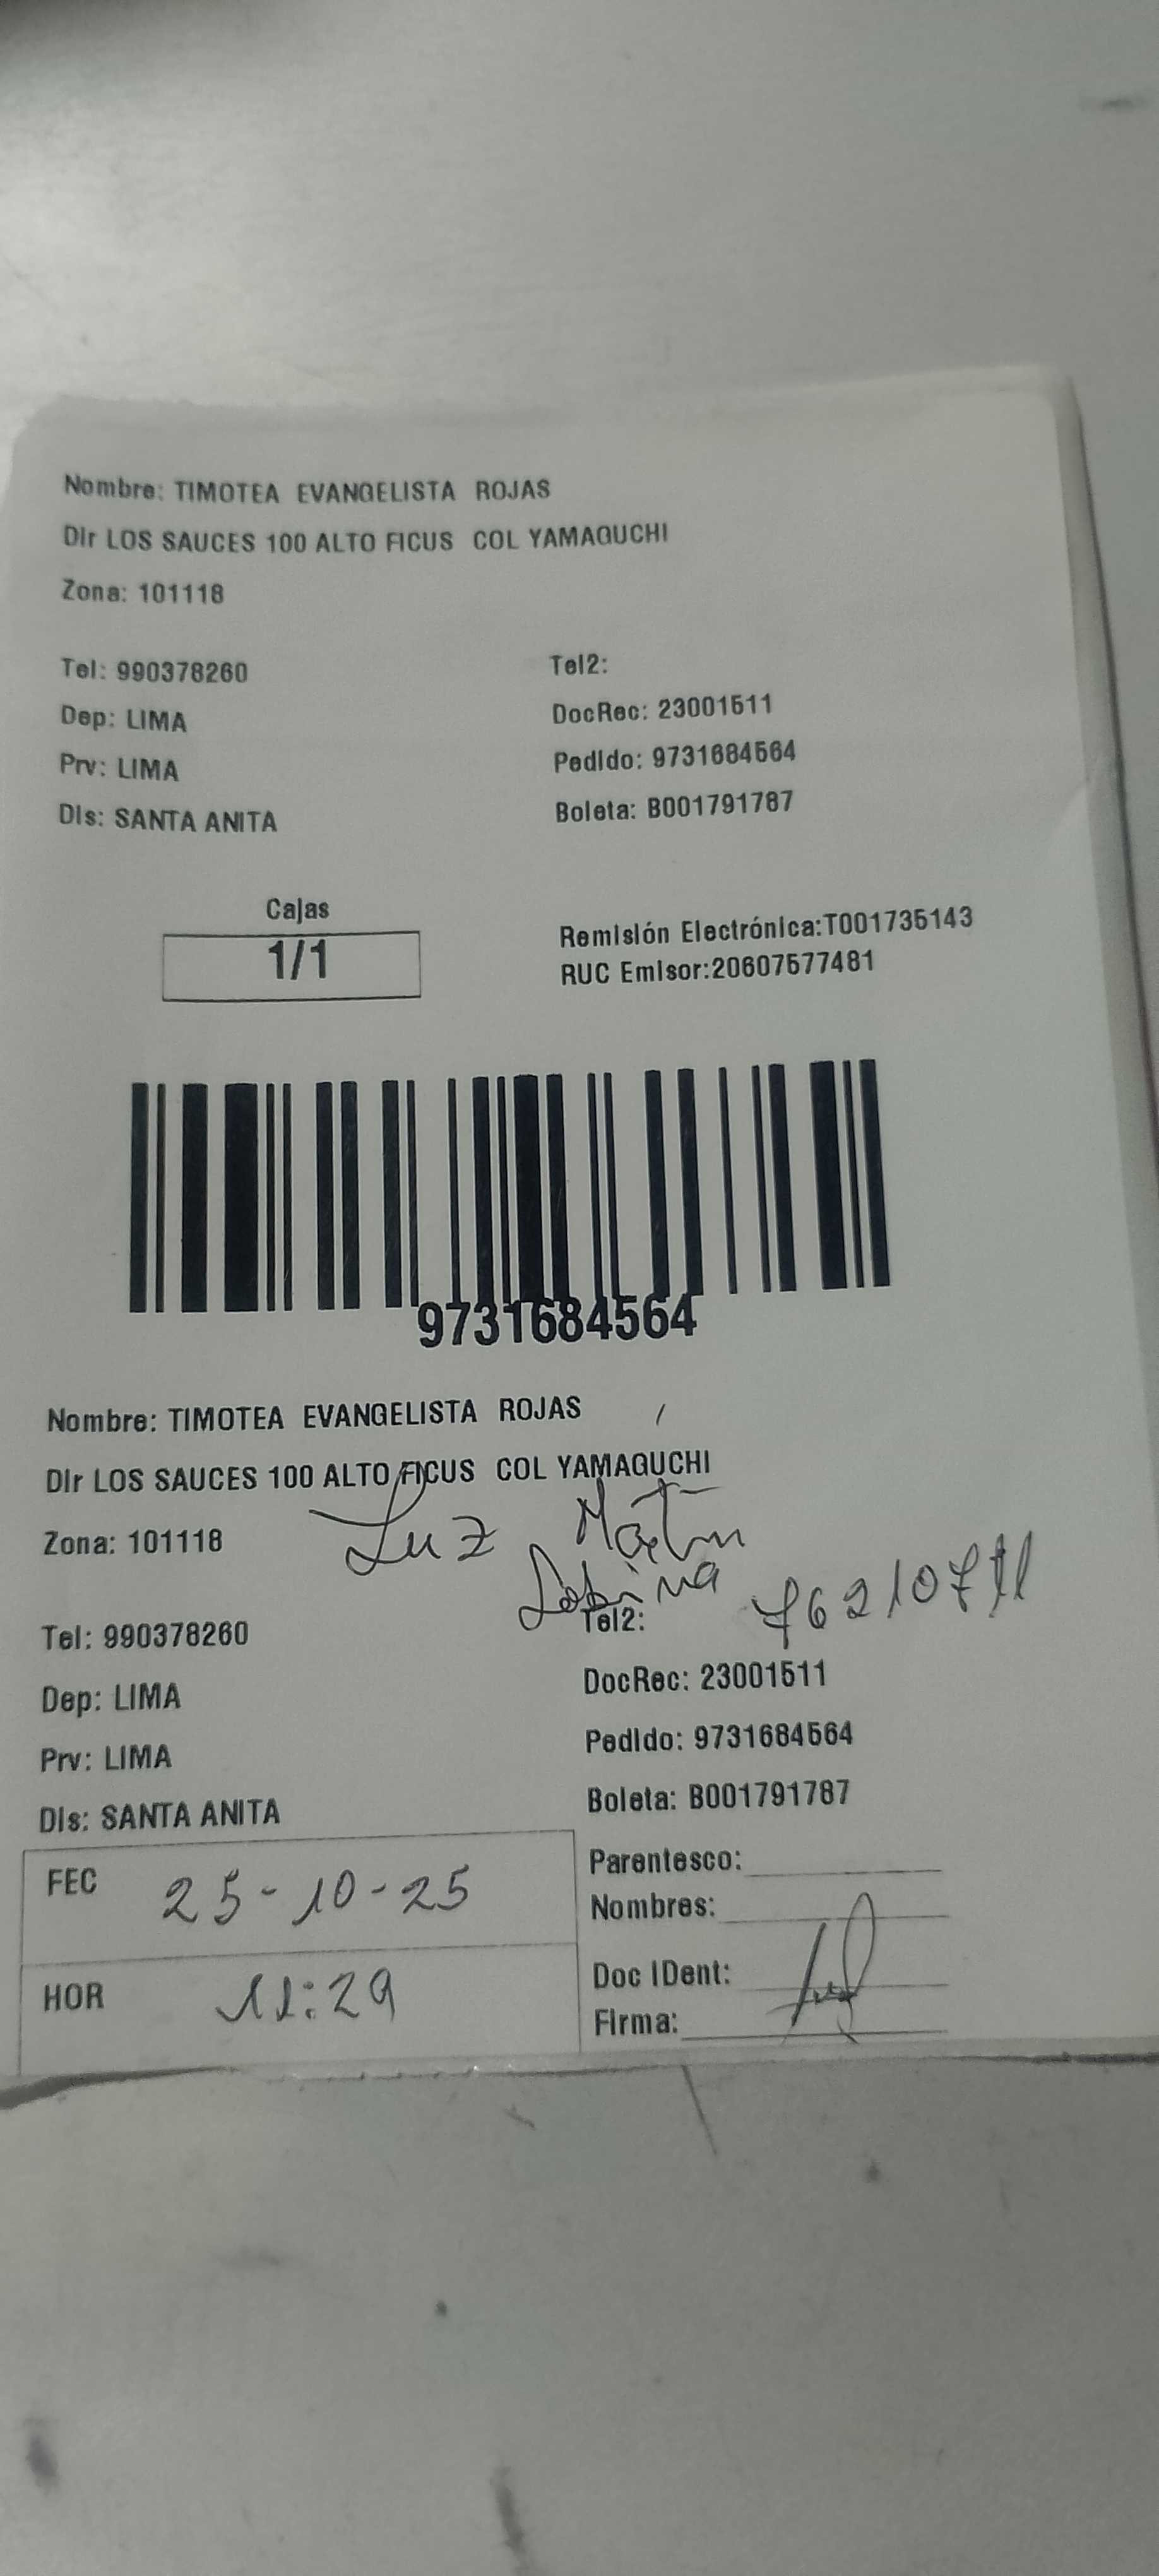 Nombre: TIMOTEA EVANGELISTA ROJAS
Dir LOS SAUCES 100 ALTO FICUS COL YAMAGUCHI
Zona: 101118
Tel: 990378260 Tel2:
Dep: LIMA DocRec: 23001511
Prv: LIMA Pedido: 9731684564
Dis: SANTA ANITA Boleta: B001791787
Cajas
1/1
Remisión Electrónica:T001735143
RUC Emisor:20607577481
9731684564
Nombre: TIMOTEA EVANGELISTA ROJAS
Dir LOS SAUCES 100 ALTO FICUS COL YAMAGUCHI
Zona: 101118
Luz
Tel: 990378260 Tel2:
Dep: LIMA DocRec: 23001511
Prv: LIMA Pedido: 9731684564
Dis: SANTA ANITA Boleta: B001791787
FEC 25-10-25
HOR 11:29
Parentesco:
Nombres:
Doc IDent:
Firma: